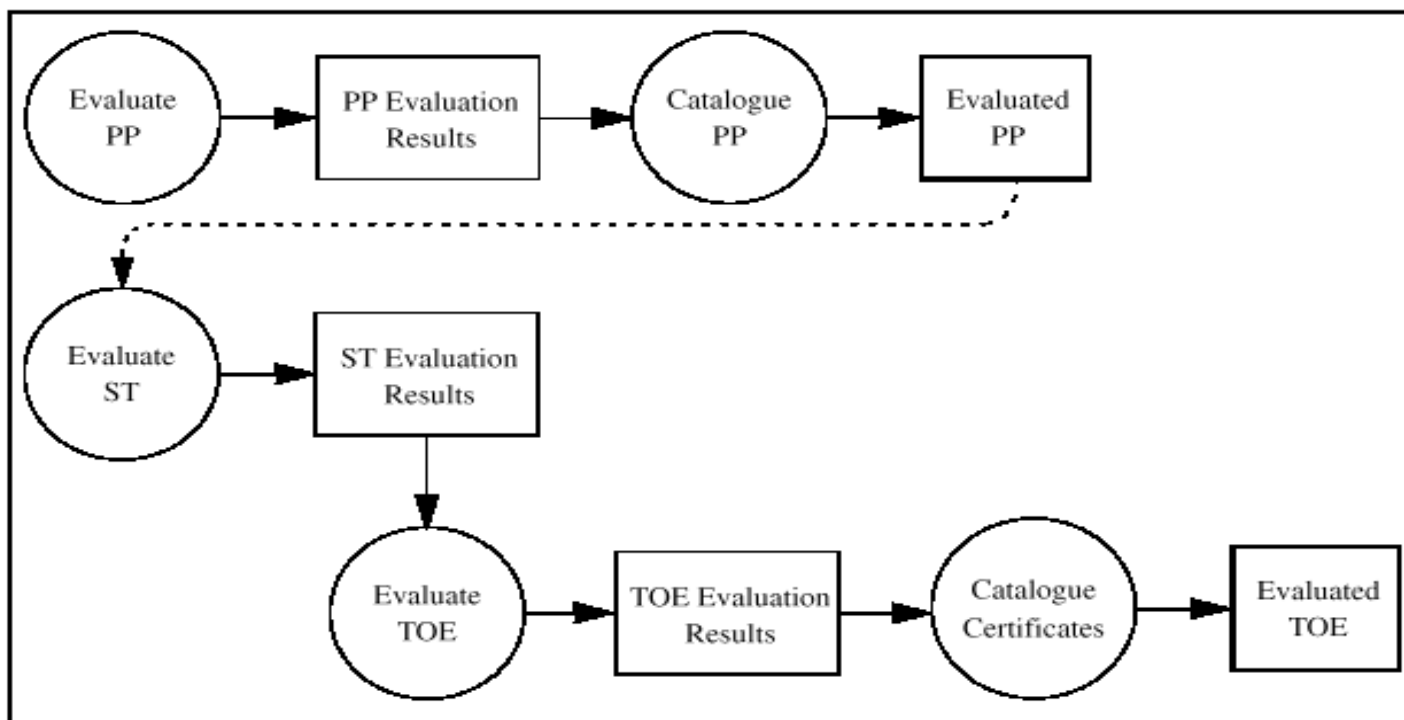 Evaluate
PP
PP Evaluation
Results
Catalogue
PP
Evaluated
PP
Evaluate
ST
ST Evaluation
Results
Evaluate
TOE
TOE Evaluation
Results
Catalogue
Certificates
Evaluated
TOE